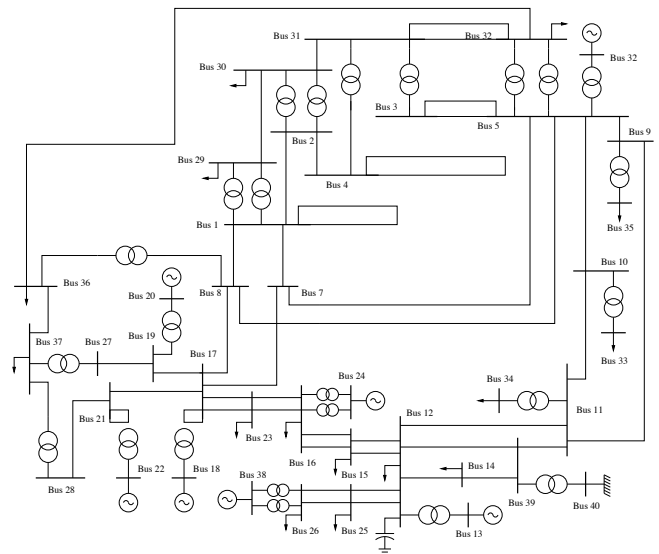 Bus 31
Bus 32
Bus 30
Bus 32
Bus 3
Bus 5
Bus 9
Bus 2
Bus 29
Bus 4
Bus 1
Bus 35
Bus 10
Bus 36
Bus 8
Bus 7
Bus 20
Bus 19
Bus 37
Bus 27
Bus 17
Bus 33
Bus 24
Bus 34
Bus 12
Bus 11
Bus 21
Bus 23
Bus 16
Bus 15
Bus 14
Bus 22
Bus 18
Bus 38
Bus 28
Bus 39
Bus 40
Bus 26
Bus 25
Bus 13